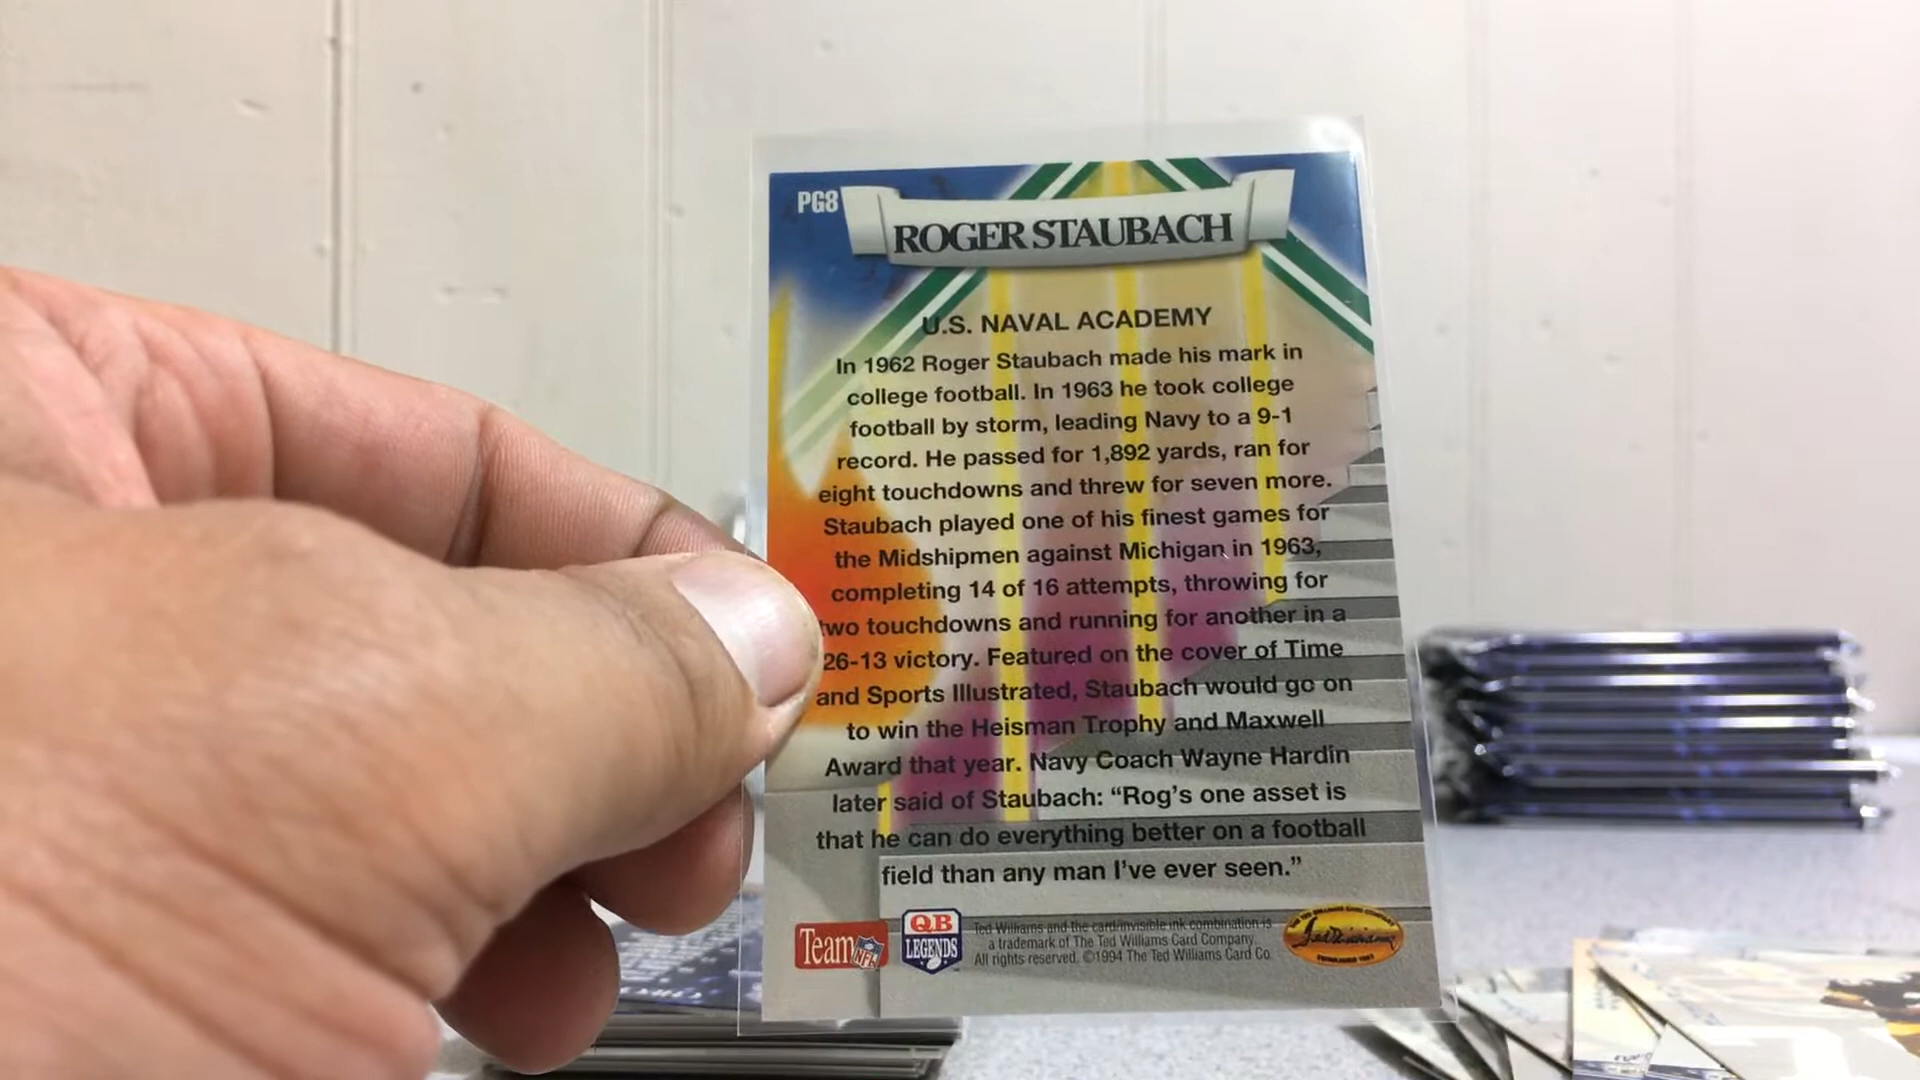 PG8
ROGER STAUBACH
U.S. NAVAL ACADEMY
In 1962 Roger Staubach made his mark in
college football. In 1963 he took college
football by storm, leading Navy to a 9-1
record. He passed for 1,892 yards, ran for
eight touchdowns and threw for seven more.
Staubach played one of his finest games for
the Midshipmen against Michigan in 1963,
completing 14 of 16 attempts, throwing for
two touchdowns and running for another in a
26-13 victory. Featured on the cover of Time
and Sports Illustrated, Staubach would go on
to win the Heisman Trophy and Maxwell
Award that year. Navy Coach Wayne Hardin
later said of Staubach: “Rog’s one asset is
that he can do everything better on a football
field than any man I’ve ever seen.”
Team NFL
QB
LEGENDS
Ted Williams and the card/invisible ink combination is
a trademark of The Ted Williams Card Company.
All rights reserved. ©1994 The Ted Williams Card Co.
THE TED WILLIAMS CARD COMPANY
Ted Williams